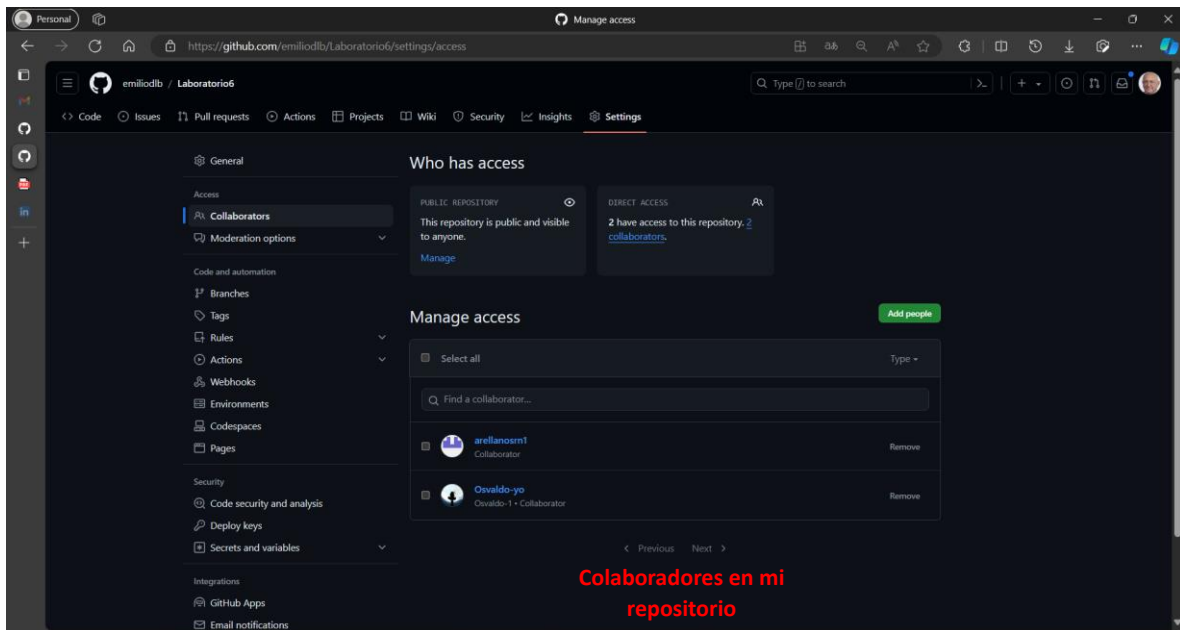 Personal
Manage access
https://github.com/emiliodlb/Laboratorio6/settings/access
emiliodlb / Laboratorio6
Type / to search
Code Issues Pull requests Actions Projects Wiki Security Insights Settings
General
Access
Collaborators
Moderation options
Code and automation
Branches
Tags
Rules
Actions
Webhooks
Environments
Codespaces
Pages
Security
Code security and analysis
Deploy keys
Secrets and variables
Integrations
GitHub Apps
Email notifications
Who has access
PUBLIC REPOSITORY
This repository is public and visible
to anyone.
Manage
DIRECT ACCESS
2 have access to this repository. 2
collaborators.
Manage access
Add people
Select all
Type
Find a collaborator...
arellanosrn1
Collaborator
Remove
Osvaldo-yo
Osvaldo-1 • Collaborator
Remove
Previous Next
Colaboradores en mi
repositorio